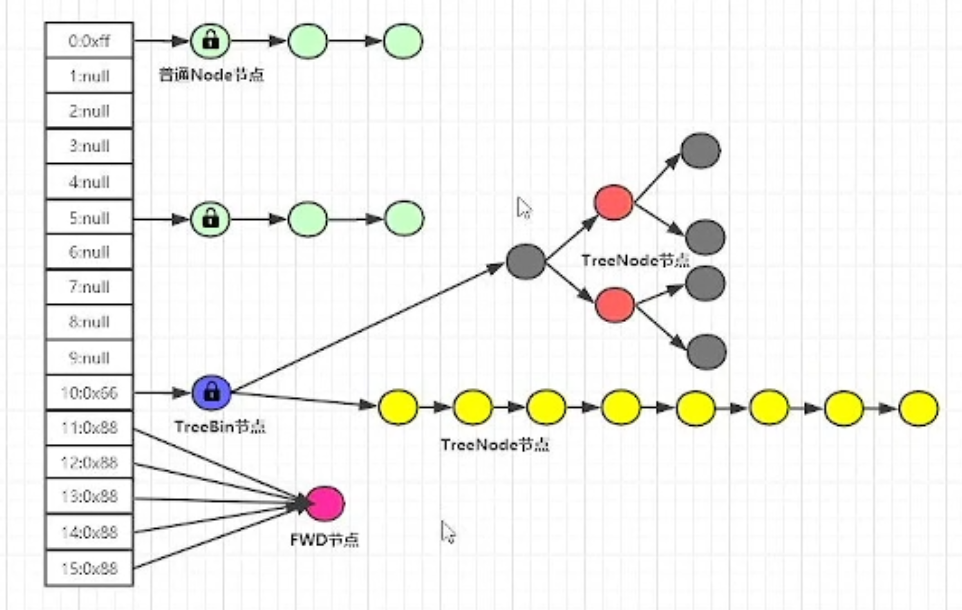 0:0xff
普通Node节点
1:null
2:null
3:null
4:null
5:null
6:null
TreeNode节点
7:null
8:null
9:null
10:0x66
TreeBin节点
11:0x88
TreeNode节点
12:0x88
13:0x88
14:0x88
FWD节点
15:0x88